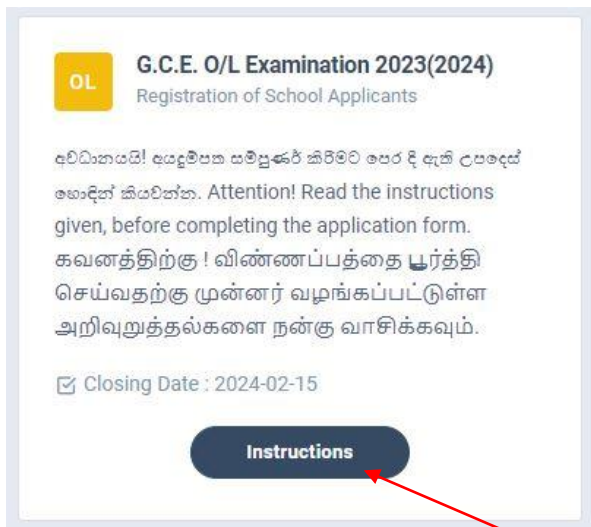 OL
G.C.E. O/L Examination 2023(2024)
Registration of School Applicants
අවධානයයි! අයදුම්පත සම්පුණර් කිරීමට පෙර දී ඇති උපදෙස්
හොඳින් කියවන්න. Attention! Read the instructions
given, before completing the application form.
கவனத்திற்கு ! விண்ணப்பத்தை பூர்த்தி
செய்வதற்கு முன்னர் வழங்கப்பட்டுள்ள
அறிவுறுத்தல்களை நன்கு வாசிக்கவும்.
Closing Date : 2024-02-15
Instructions